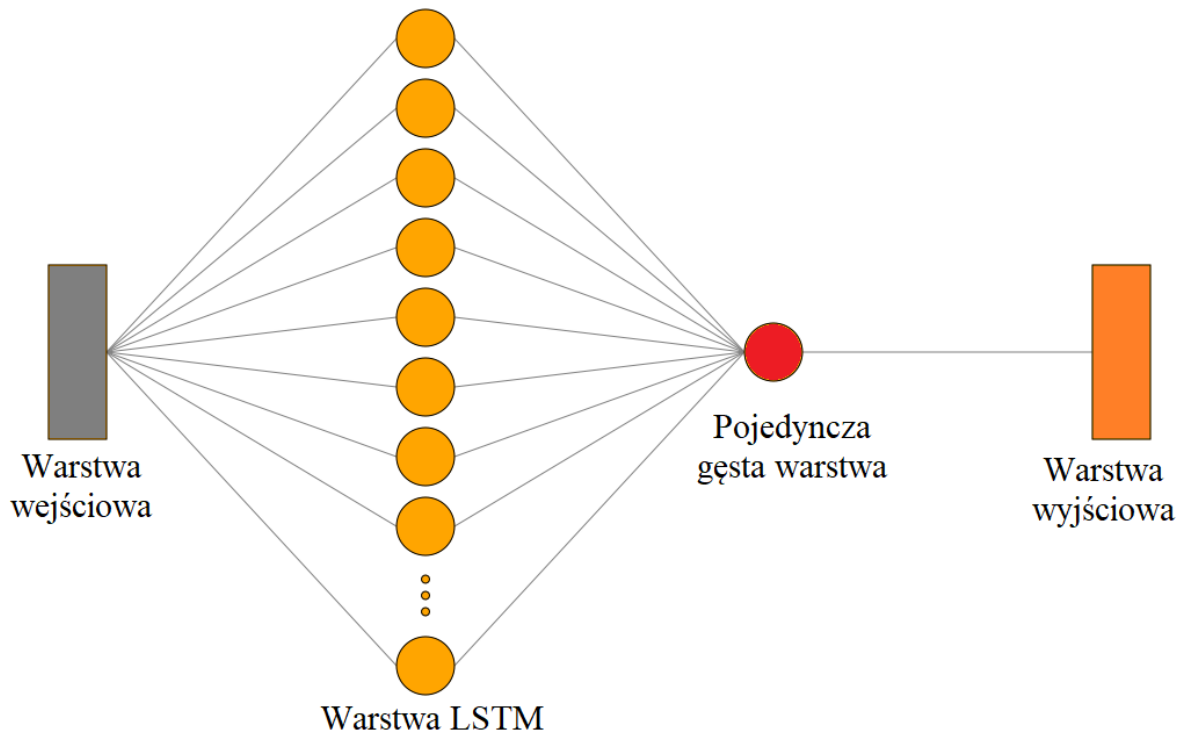 Warstwa
wejściowa
Warstwa LSTM
Pojedyncza
gęsta warstwa
Warstwa
wyjściowa